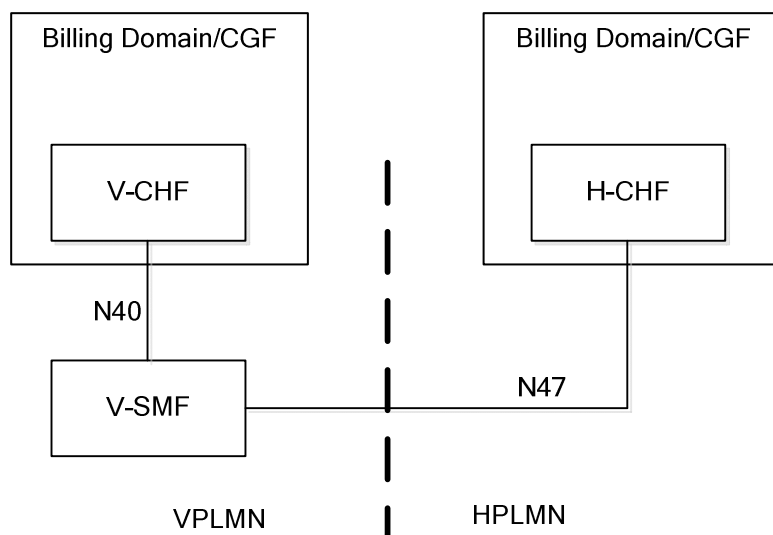 Billing Domain/CGF
Billing Domain/CGF
V-CHF
H-CHF
N40
V-SMF
N47
VPLMN
HPLMN